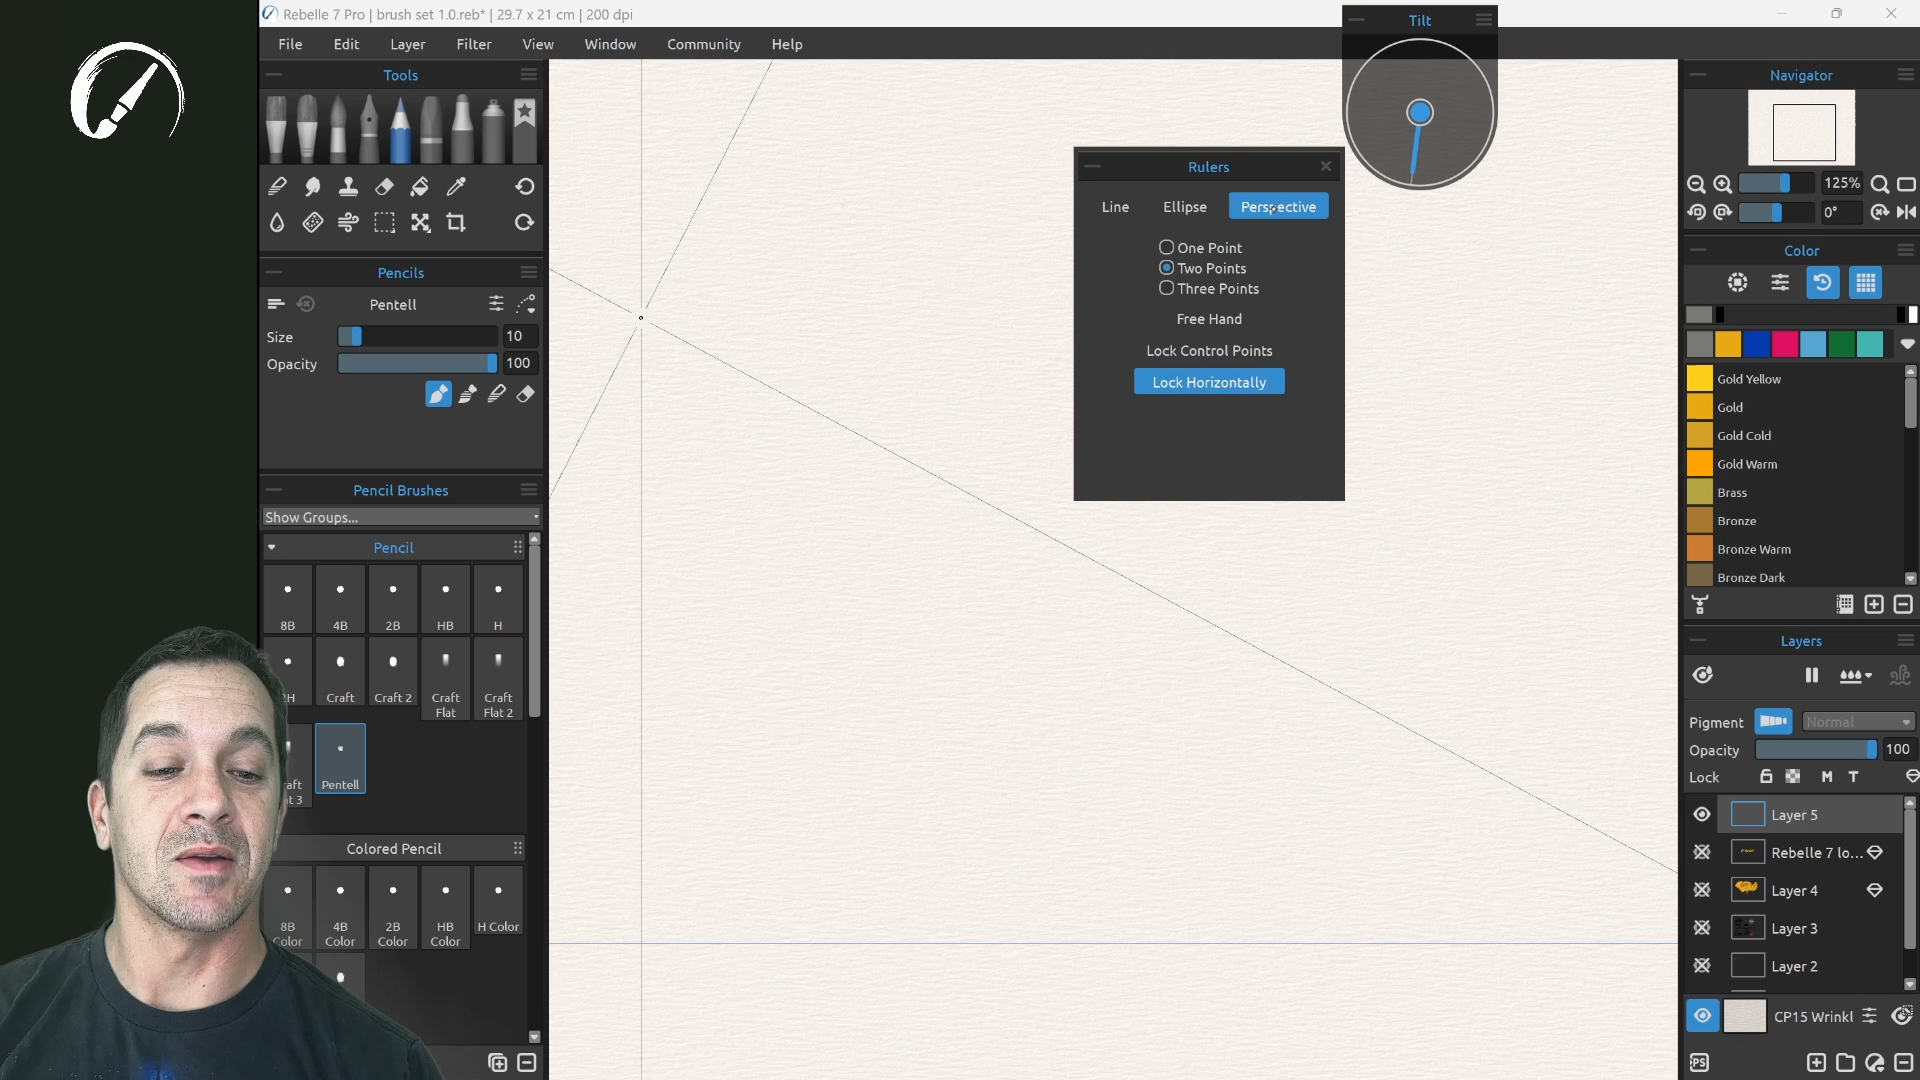 Rebelle 7 Pro | brush set 1.0.reb* | 29.7 x 21 cm | 200 dpi
File Edit Layer Filter View Window Community Help
Tools
Pencils
Pentell
Size 10
Opacity 100
Pencil Brushes
Show Groups...
Pencil
8B 4B 2B HB H
Craft Craft 2 Craft Flat Craft Flat 2
Pentell
Colored Pencil
8B Color 4B Color 2B Color HB Color H Color
Tilt
Rulers
Line Ellipse Perspective
One Point
Two Points
Three Points
Free Hand
Lock Control Points
Lock Horizontally
Navigator
125%
0°
Color
Gold Yellow
Gold
Gold Cold
Gold Warm
Brass
Bronze
Bronze Warm
Bronze Dark
Layers
Pigment Normal
Opacity 100
Lock M T
Layer 5
Rebelle 7 lo...
Layer 4
Layer 3
Layer 2
CP15 Wrinkl
PS